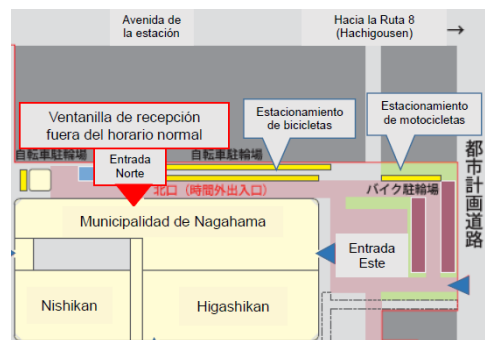 Avenida de
la estación
Hacia la Ruta 8
(Hachigousen)
→
Ventanilla de recepción
fuera del horario normal
Estacionamiento
de bicicletas
Estacionamiento
de motocicletas
自転車駐輪場
Entrada
Norte
自転車駐輪場
北口（時間外出入口）
バイク駐輪場
都市計画道路
Municipalidad de Nagahama
Entrada
Este
Nishikan
Higashikan